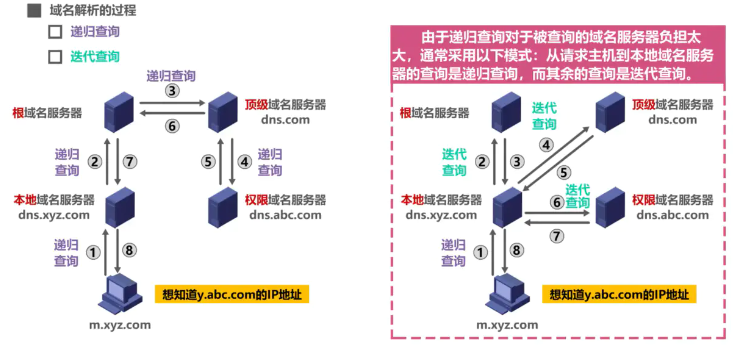 域名解析的过程
递归查询
迭代查询
递归查询
③
根域名服务器
顶级域名服务器
dns.com
⑥
递归
查询
②
⑦
⑤
④
递归
查询
本地域名服务器
dns.xyz.com
权限域名服务器
dns.abc.com
递归
查询
①
⑧
想知道y.abc.com的IP地址
m.xyz.com
由于递归查询对于被查询的域名服务器负担太
大，通常采用以下模式：从请求主机到本地域名服务
器的查询是递归查询，而其余的查询是迭代查询。
根域名服务器
迭代
查询
顶级域名服务器
dns.com
迭代
查询
②
③
④
⑤
本地域名服务器
dns.xyz.com
迭代
查询
⑥
⑦
权限域名服务器
dns.abc.com
递归
查询
①
⑧
想知道y.abc.com的IP地址
m.xyz.com